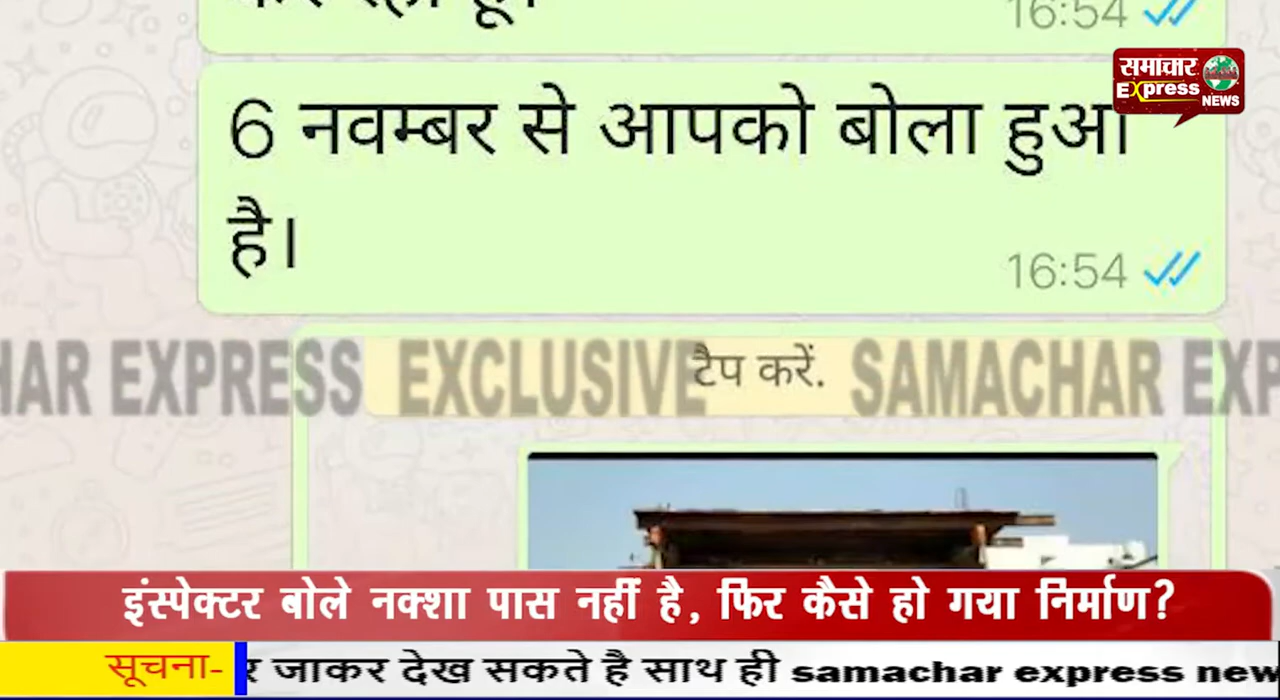 16:54
समाचार
Express
NEWS
6 नवम्बर से आपको बोला हुआ
है।
16:54
HAR EXPRESS EXCLUSIVE SAMACHAR EXP
टैप करें.
इंस्पेक्टर बोले नक्शा पास नहीं है, फिर कैसे हो गया निर्माण?
सूचना- र जाकर देख सकते है साथ ही samachar express new